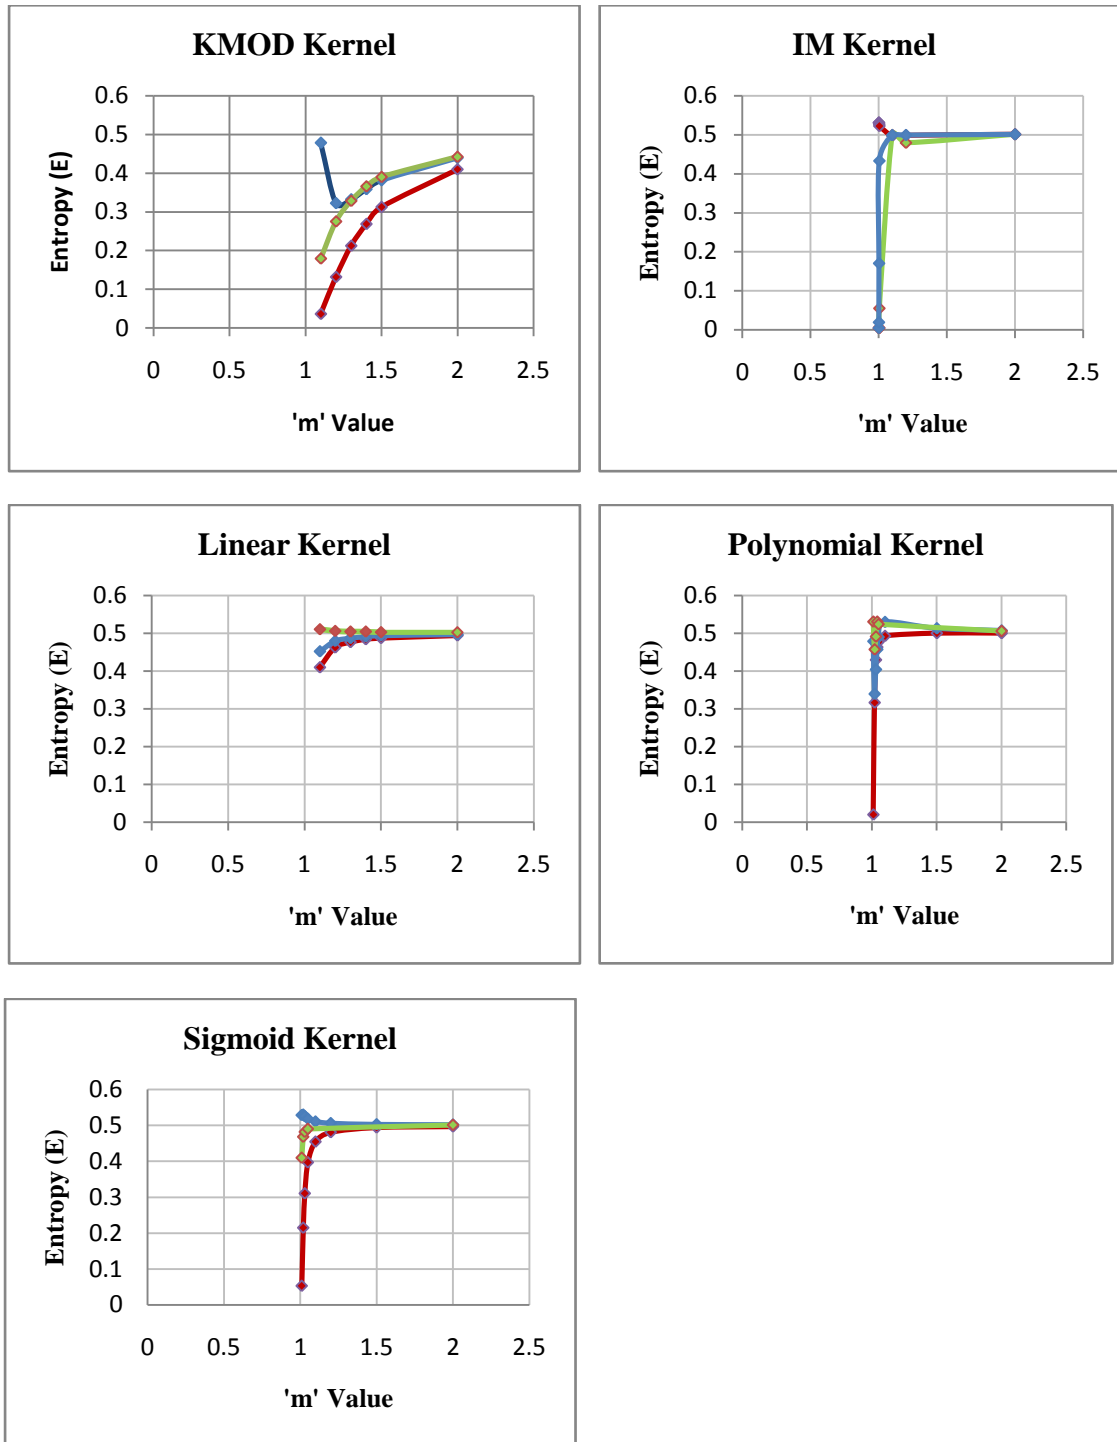 KMOD Kernel
0.6
0.5
0.4
0.3
0.2
0.1
0
Entropy (E)
0 0.5 1 1.5 2 2.5
'm' Value
IM Kernel
0.6
0.5
0.4
0.3
0.2
0.1
0
Entropy (E)
0 0.5 1 1.5 2 2.5
'm' Value
Linear Kernel
0.6
0.5
0.4
0.3
0.2
0.1
0
Entropy (E)
0 0.5 1 1.5 2 2.5
'm' Value
Polynomial Kernel
0.6
0.5
0.4
0.3
0.2
0.1
0
Entropy (E)
0 0.5 1 1.5 2 2.5
'm' Value
Sigmoid Kernel
0.6
0.5
0.4
0.3
0.2
0.1
0
Entropy (E)
0 0.5 1 1.5 2 2.5
'm' Value